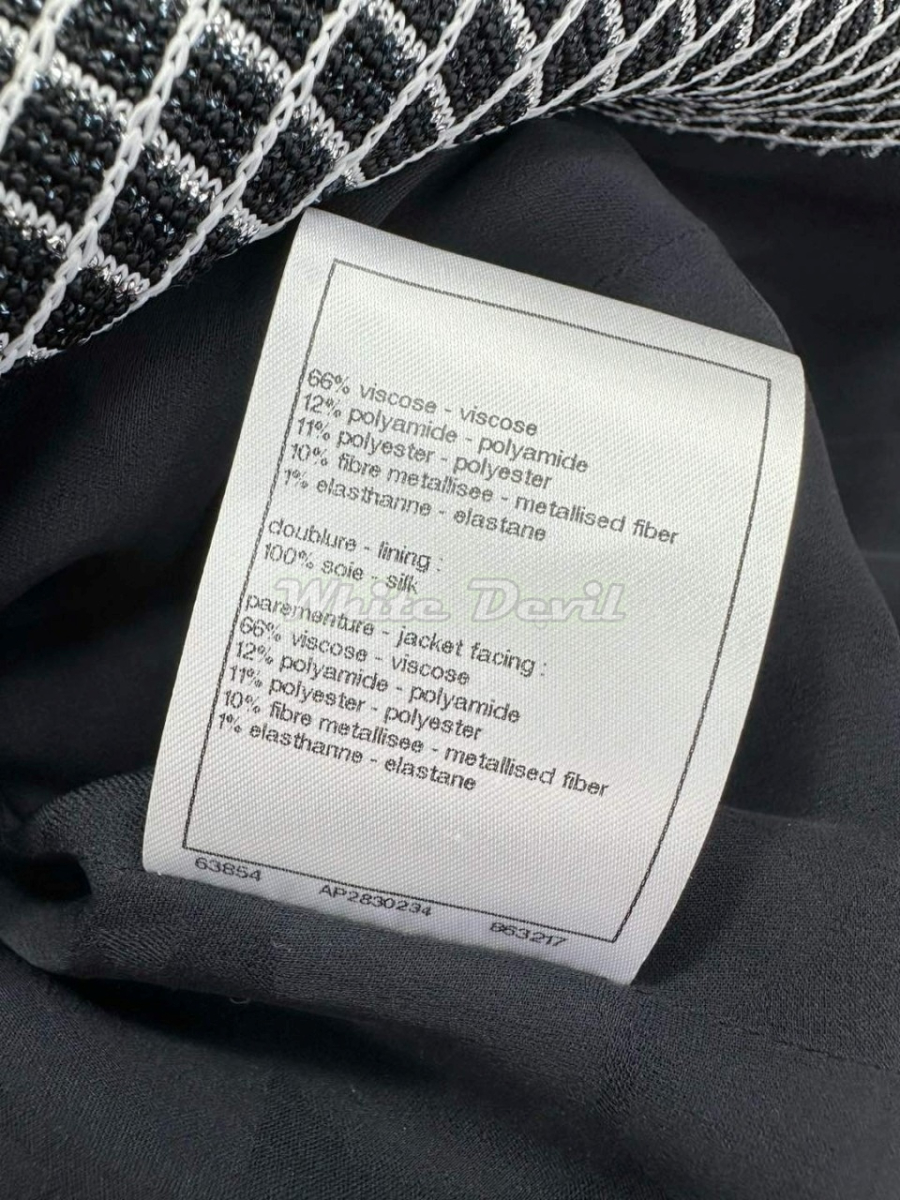 66% viscose - viscose
12% polyamide - polyamide
11% polyester - polyester
10% fibre metallisee - metallised fiber
1% elasthanne - elastane
doublure - lining :
100% soie - silk
White Devil
parementure - jacket facing :
66% viscose - viscose
12% polyamide - polyamide
11% polyester - polyester
10% fibre metallisee - metallised fiber
1% elasthanne - elastane
63854 AP2830234 B63217